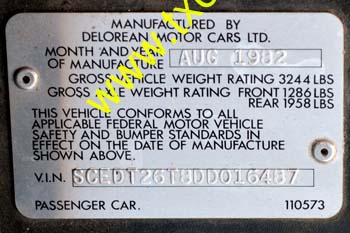 MANUFACTURED BY
DELOREAN MOTOR CARS LTD.
MONTH AND YEAR
OF MANUFACTURE AUG 1982
GROSS VEHICLE WEIGHT RATING 3244 LBS
GROSS AXLE WEIGHT RATING FRONT 1286 LBS
REAR 1958 LBS
THIS VEHICLE CONFORMS TO ALL
APPLICABLE FEDERAL MOTOR VEHICLE
SAFETY AND BUMPER STANDARDS IN
EFFECT ON THE DATE OF MANUFACTURE
SHOWN ABOVE.
V.I.N. SCEDT26T8DD016487
PASSENGER CAR. 110573